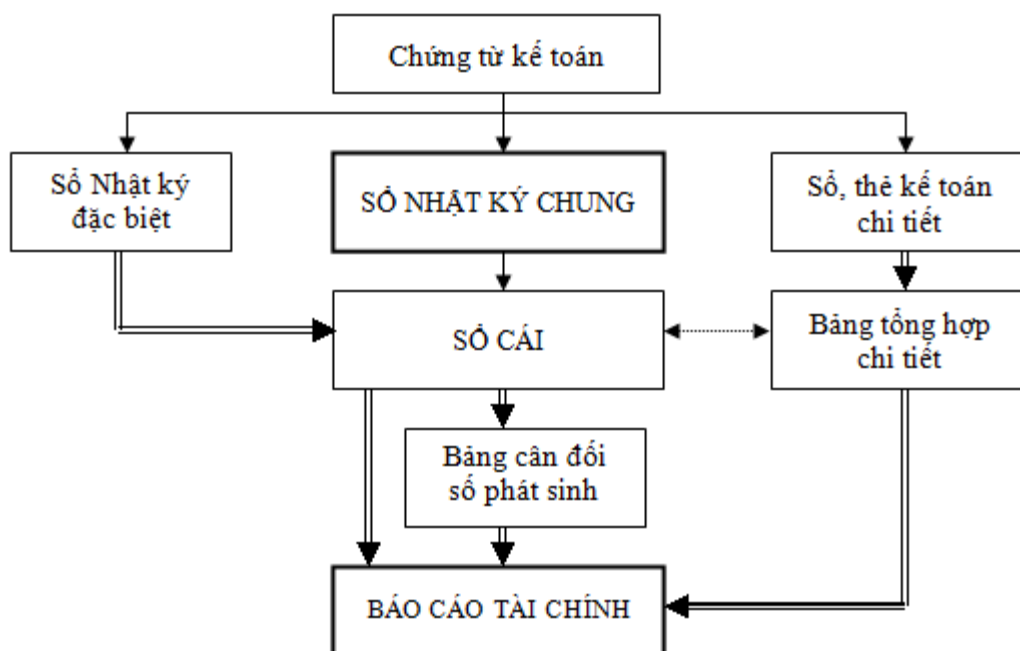 Chứng từ kế toán
Sổ Nhật ký
đặc biệt
SỔ NHẬT KÝ CHUNG
Sổ, thẻ kế toán
chi tiết
SỔ CÁI
Bảng tổng hợp
chi tiết
Bảng cân đối
số phát sinh
BÁO CÁO TÀI CHÍNH